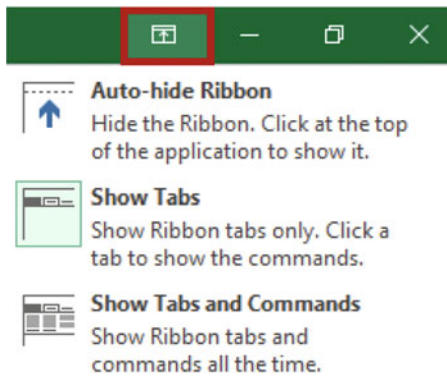 Auto-hide Ribbon
Hide the Ribbon. Click at the top
of the application to show it.
Show Tabs
Show Ribbon tabs only. Click a
tab to show the commands.
Show Tabs and Commands
Show Ribbon tabs and
commands all the time.